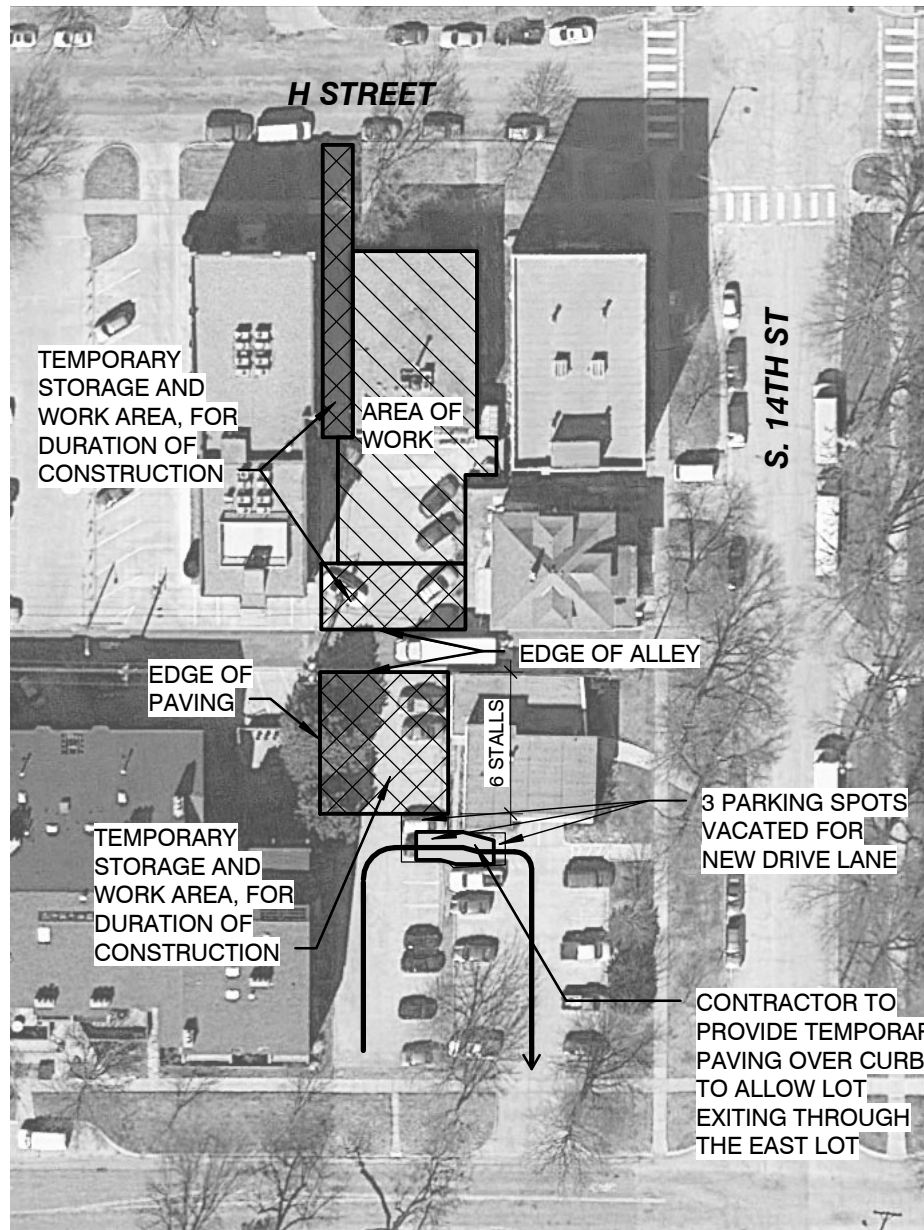 H STREET
S. 14TH ST
TEMPORARY
STORAGE AND
WORK AREA, FOR
DURATION OF
CONSTRUCTION
AREA OF
WORK
EDGE OF ALLEY
EDGE OF
PAVING
6 STALLS
3 PARKING SPOTS
VACATED FOR
NEW DRIVE LANE
TEMPORARY
STORAGE AND
WORK AREA, FOR
DURATION OF
CONSTRUCTION
CONTRACTOR TO
PROVIDE TEMPORAR
PAVING OVER CURB
TO ALLOW LOT
EXITING THROUGH
THE EAST LOT